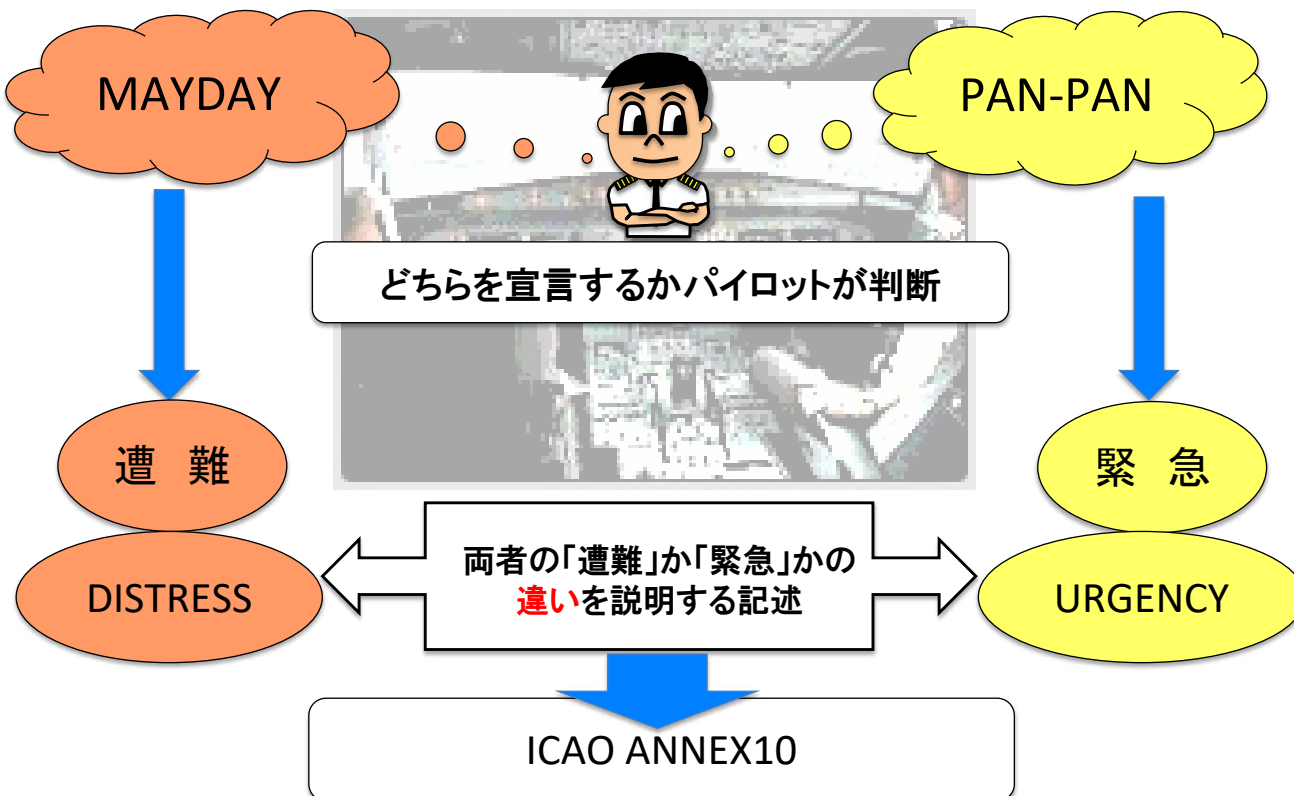 MAYDAY
PAN-PAN
どちらを宣言するかパイロットが判断
遭　難
緊　急
DISTRESS
両者の「遭難」か「緊急」かの
違いを説明する記述
URGENCY
ICAO ANNEX10